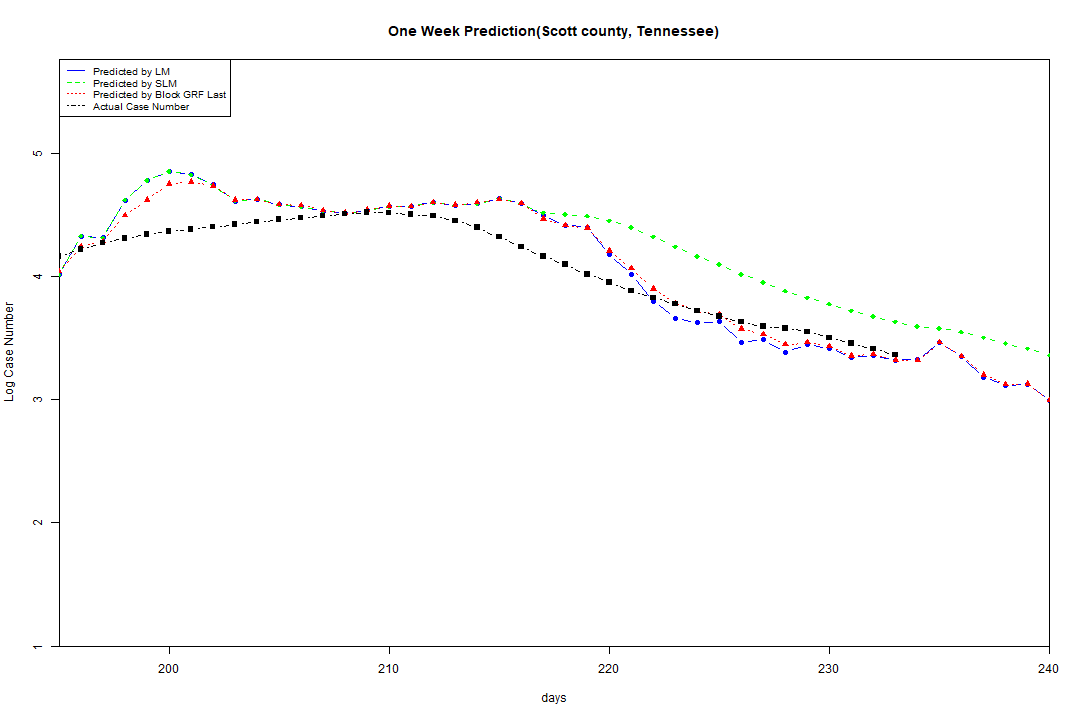 One Week Prediction(Scott county, Tennessee)
Predicted by LM
Predicted by SLM
Predicted by Block GRF Last
Actual Case Number
5
4
3
2
1
Log Case Number
200 210 220 230 240
days